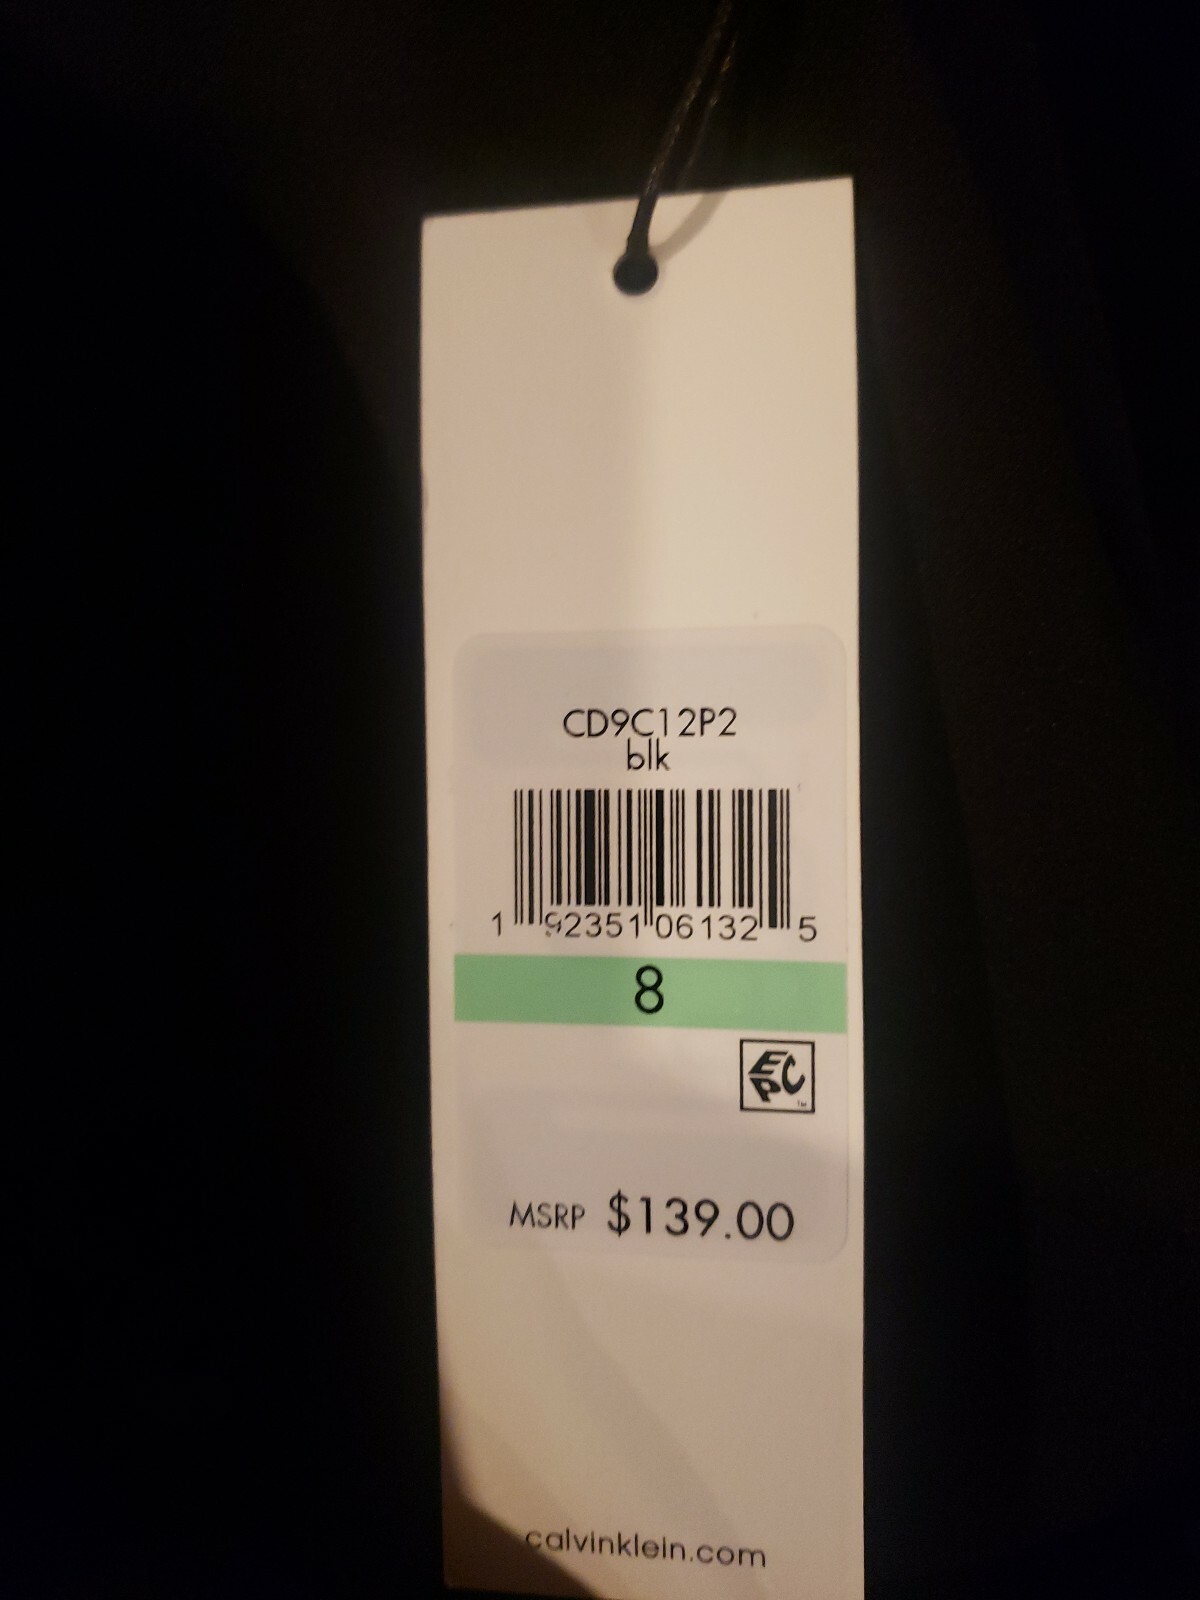 CD9C12P2
blk
1 92351 06132 5
8
EPC
MSRP $139.00
calvinklein.com